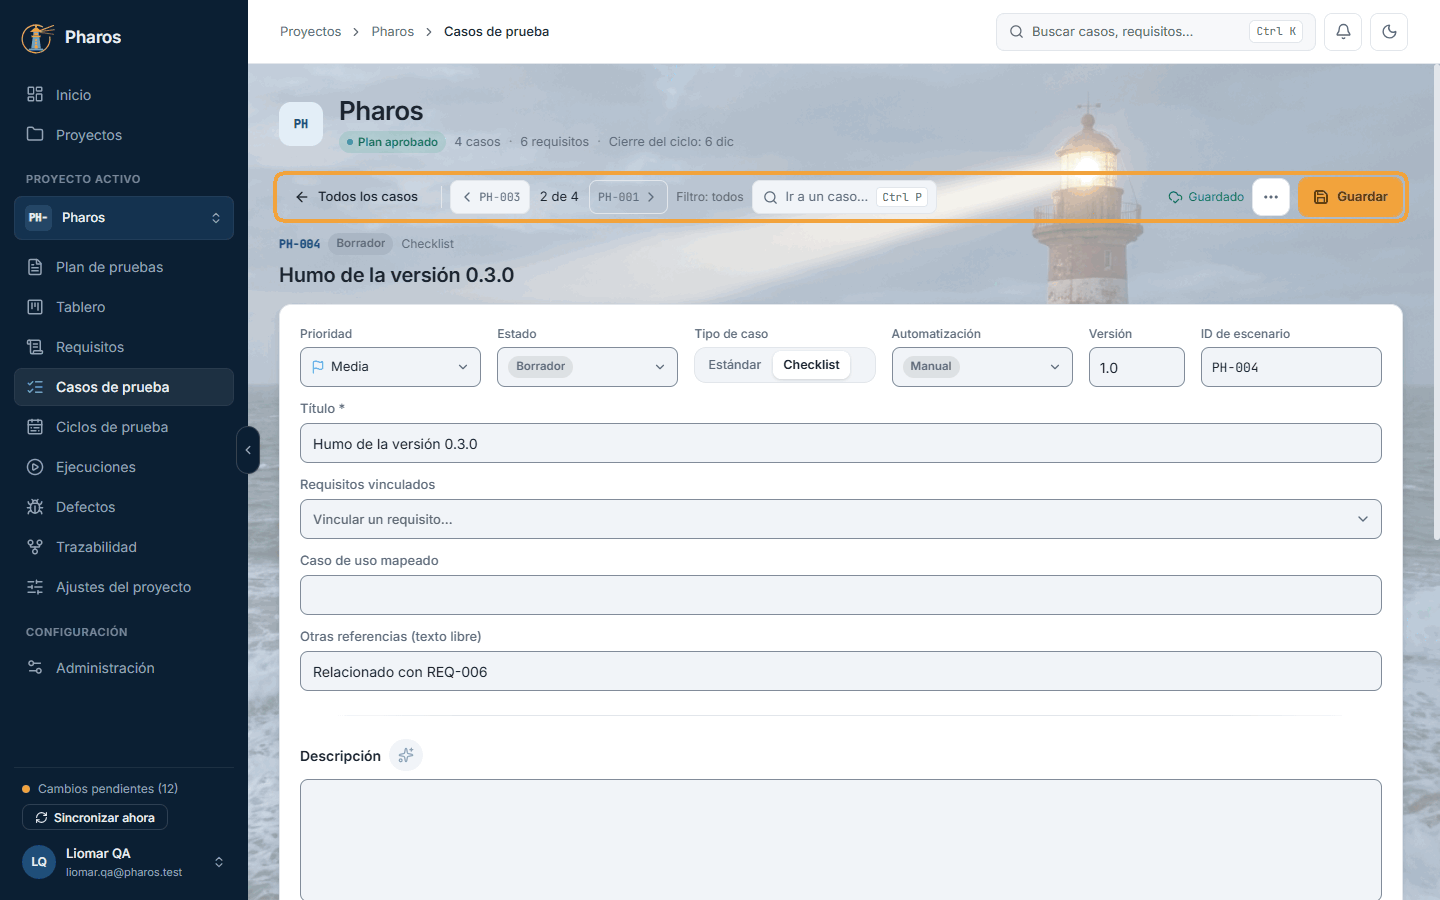 Pharos
Inicio
Proyectos
PROYECTO ACTIVO
PH- Pharos
Plan de pruebas
Tablero
Requisitos
Casos de prueba
Ciclos de prueba
Ejecuciones
Defectos
Trazabilidad
Ajustes del proyecto
CONFIGURACIÓN
Administración
Cambios pendientes (12)
Sincronizar ahora
LQ Liomar QA
liomar.qa@pharos.test
Proyectos > Pharos > Casos de prueba
Buscar casos, requisitos... Ctrl K
PH Pharos
Plan aprobado 4 casos · 6 requisitos · Cierre del ciclo: 6 dic
Todos los casos PH-003 2 de 4 PH-001 Filtro: todos Ir a un caso... Ctrl P Guardado Guardar
PH-004 Borrador Checklist
Humo de la versión 0.3.0
Prioridad Estado Tipo de caso Automatización Versión ID de escenario
Media Borrador Estándar Checklist Manual 1.0 PH-004
Título *
Humo de la versión 0.3.0
Requisitos vinculados
Vincular un requisito...
Caso de uso mapeado
Otras referencias (texto libre)
Relacionado con REQ-006
Descripción